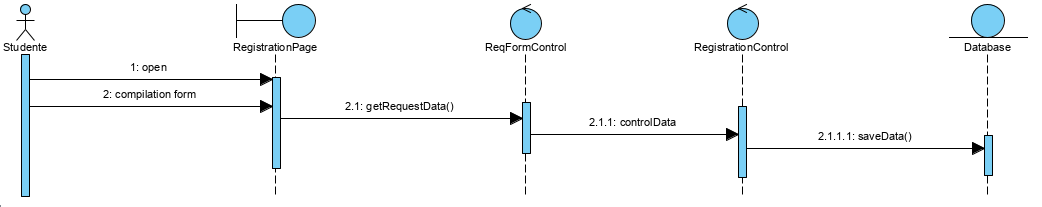 Studente
RegistrationPage
ReqFormControl
RegistrationControl
Database
1: open
2: compilation form
2.1: getRequestData()
2.1.1: controlData
2.1.1.1: saveData()